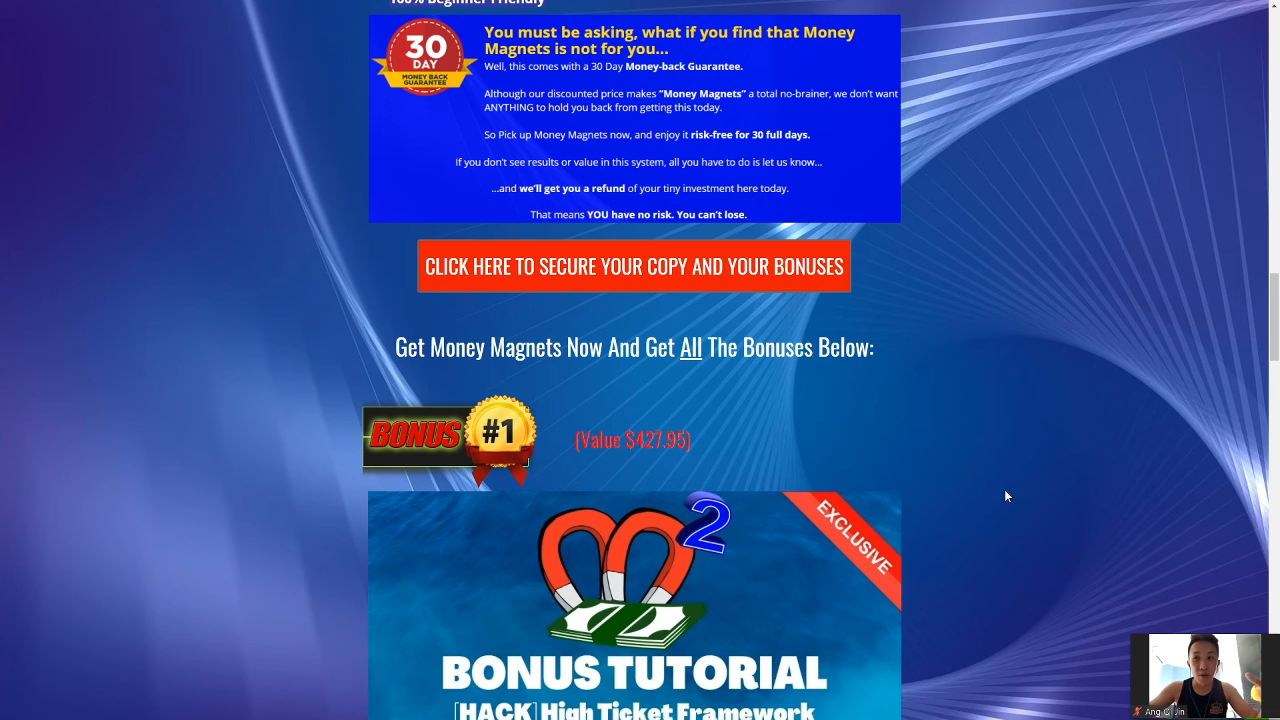 100% Beginner Friendly
30
DAY
MONEY BACK
GUARANTEE
You must be asking, what if you find that Money
Magnets is not for you...
Well, this comes with a 30 Day Money-back Guarantee.
Although our discounted price makes “Money Magnets” a total no-brainer, we don’t want
ANYTHING to hold you back from getting this today.
So Pick up Money Magnets now, and enjoy it risk-free for 30 full days.
If you don’t see results or value in this system, all you have to do is let us know...
...and we’ll get you a refund of your tiny investment here today.
That means YOU have no risk. You can’t lose.
CLICK HERE TO SECURE YOUR COPY AND YOUR BONUSES
Get Money Magnets Now And Get All The Bonuses Below:
BONUS #1
(Value $427.95)
2
EXCLUSIVE
BONUS TUTORIAL
[HACK] High Ticket Framework